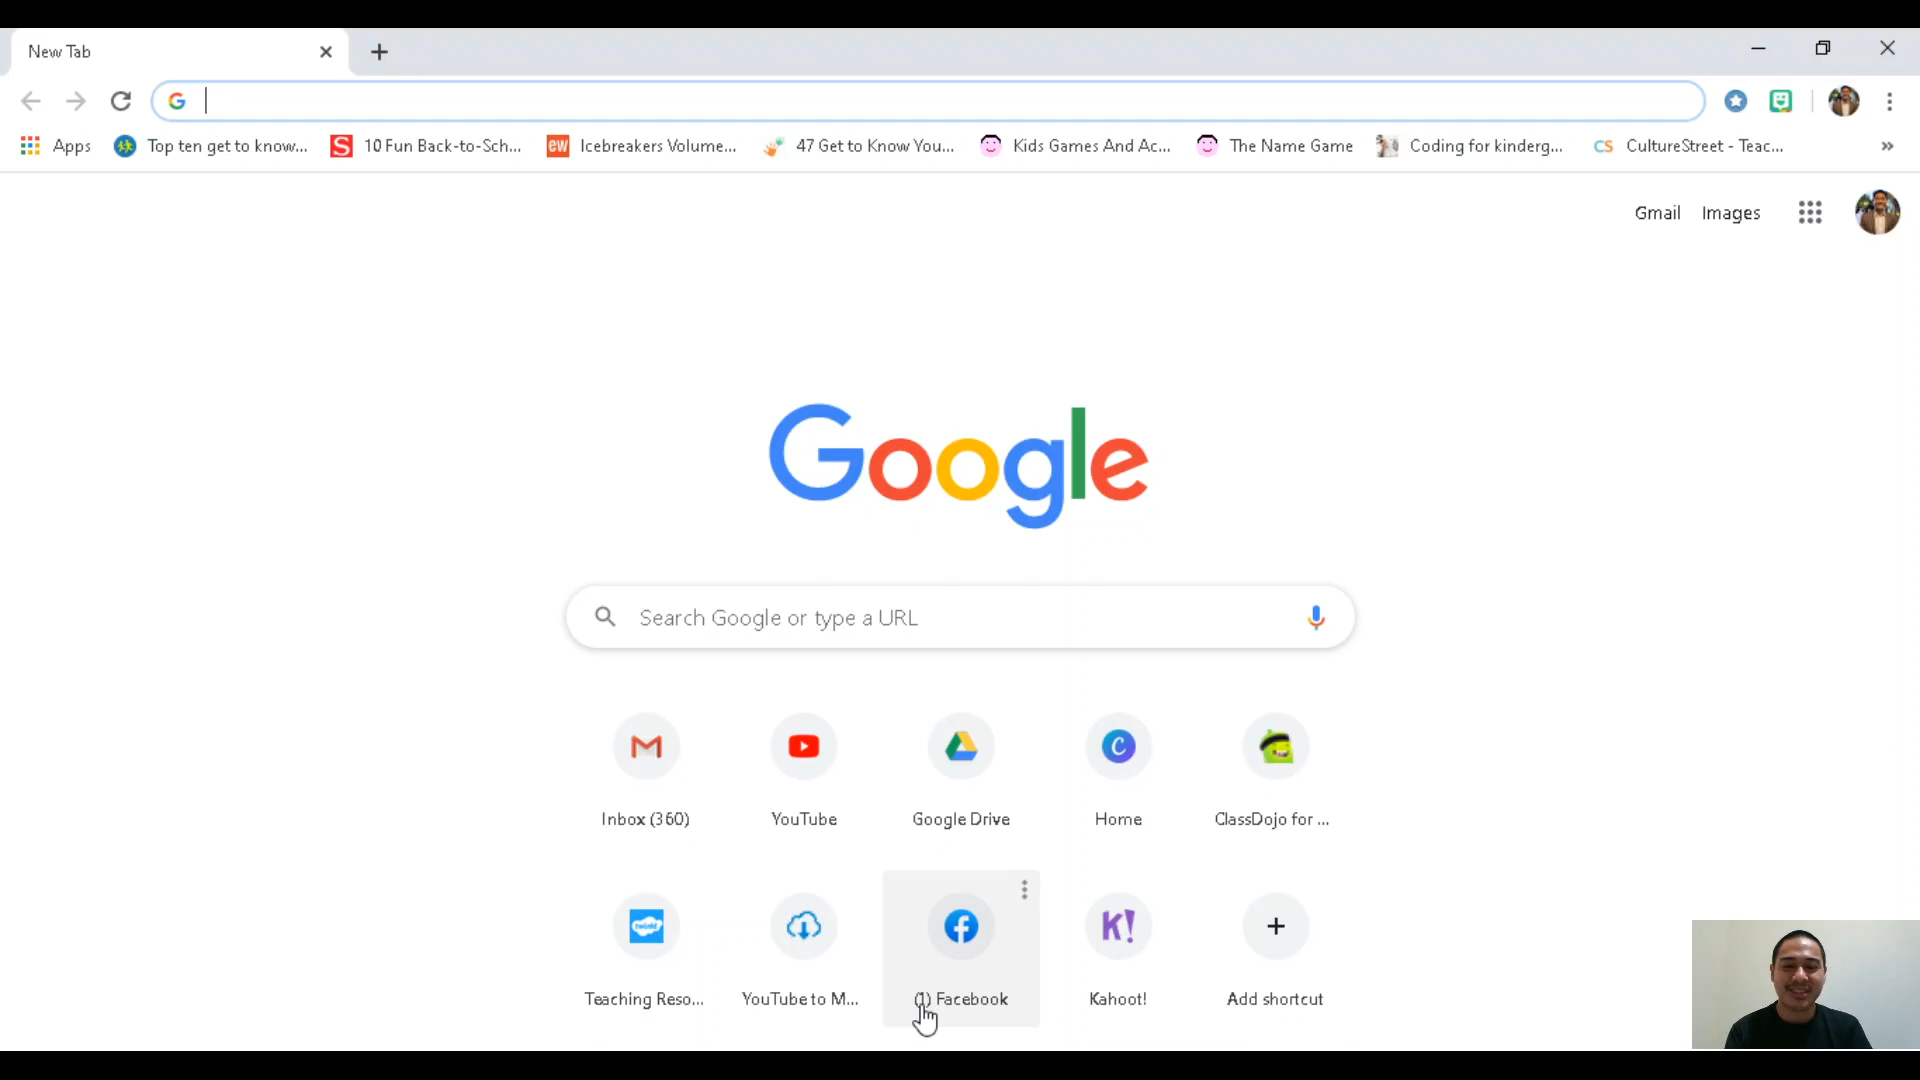 New Tab
Apps
Top ten get to know...
S
10 Fun Back-to-Sch...
ew
Icebreakers Volume...
47 Get to Know You...
Kids Games And Ac...
The Name Game
Coding for kinderg...
CS
CultureStreet - Teac...
Gmail
Images
Google
Search Google or type a URL
Inbox (360)
YouTube
Google Drive
Home
ClassDojo for ...
Teaching Reso...
YouTube to M...
(1) Facebook
K!
Kahoot!
Add shortcut